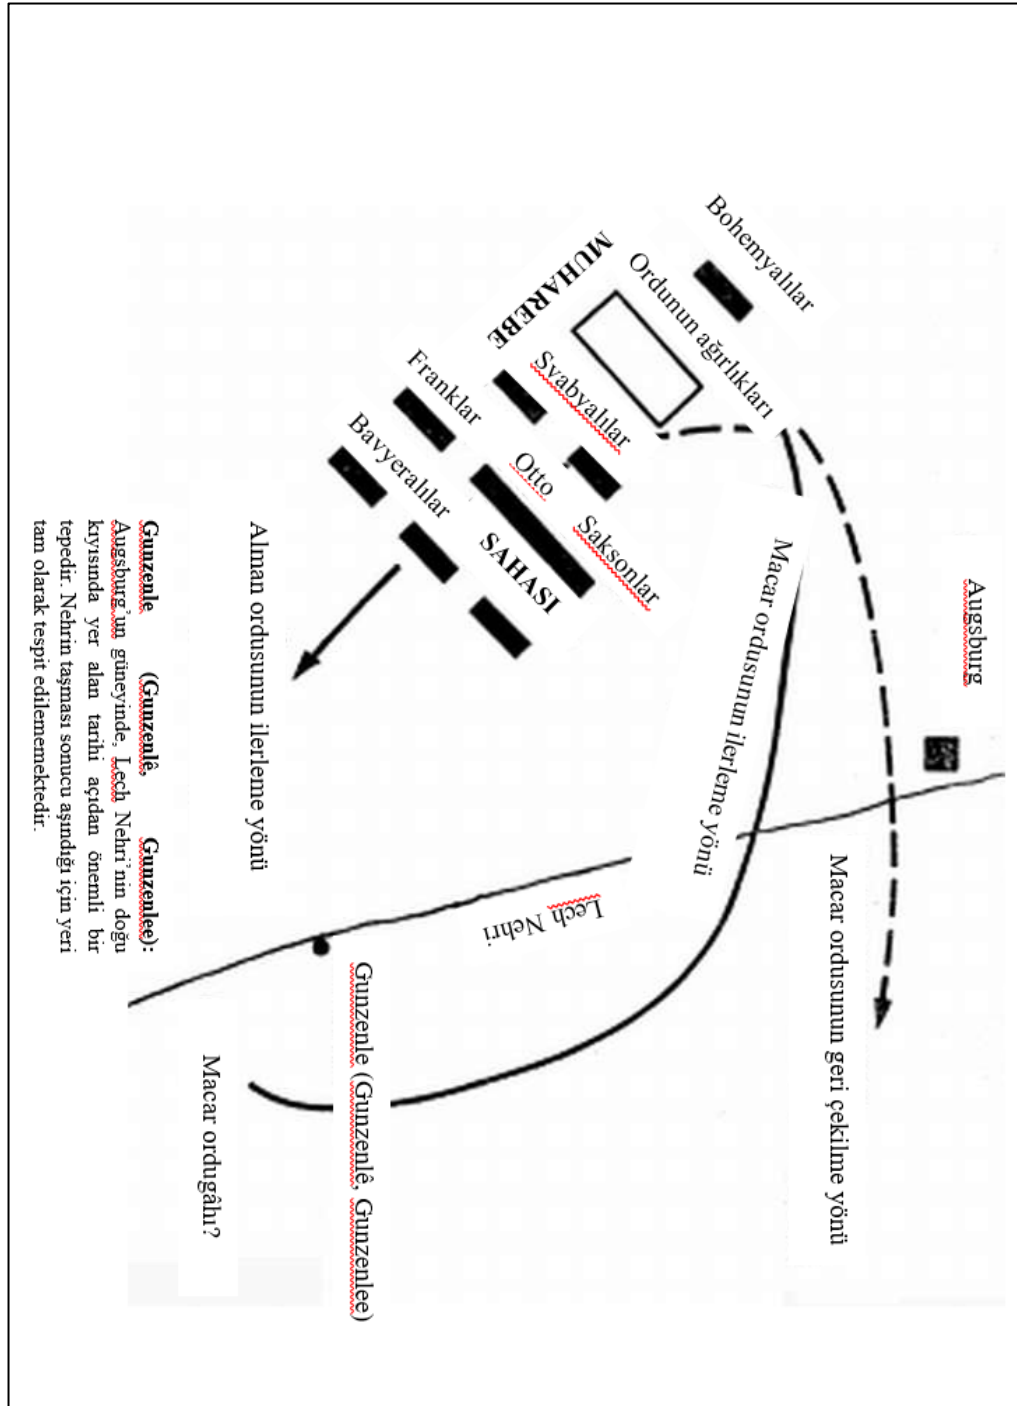 Augsburg
Macar ordusunun geri çekilme yönü
Bohemyalılar
Ordunun ağırlıkları
Macar ordusunun ilerleme yönü
MUHAREBE
Svabyalılar
Saksonlar
Otto
SAHASI
Franklar
Bavyeralılar
Lech Nehri
Gunzenle (Gunzenlê, Gunzenlee)
Alman ordusunun ilerleme yönü
Macar ordugâhı?
Gunzenle (Gunzenlê, Gunzenlee):
Augsburg'un güneyinde, Lech Nehri'nin doğu
kıyısında yer alan tarihi açıdan önemli bir
tepedir. Nehrin taşması sonucu aşındığı için yeri
tam olarak tespit edilememektedir.